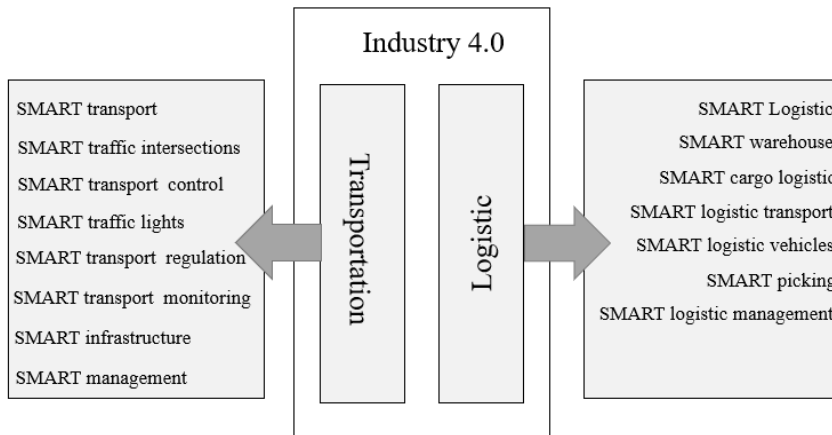 Industry 4.0
SMART transport
SMART traffic intersections
SMART transport control
SMART traffic lights
SMART transport regulation
SMART transport monitoring
SMART infrastructure
SMART management
Transportation
Logistic
SMART Logistic
SMART warehouse
SMART cargo logistic
SMART logistic transport
SMART logistic vehicles
SMART picking
SMART logistic management